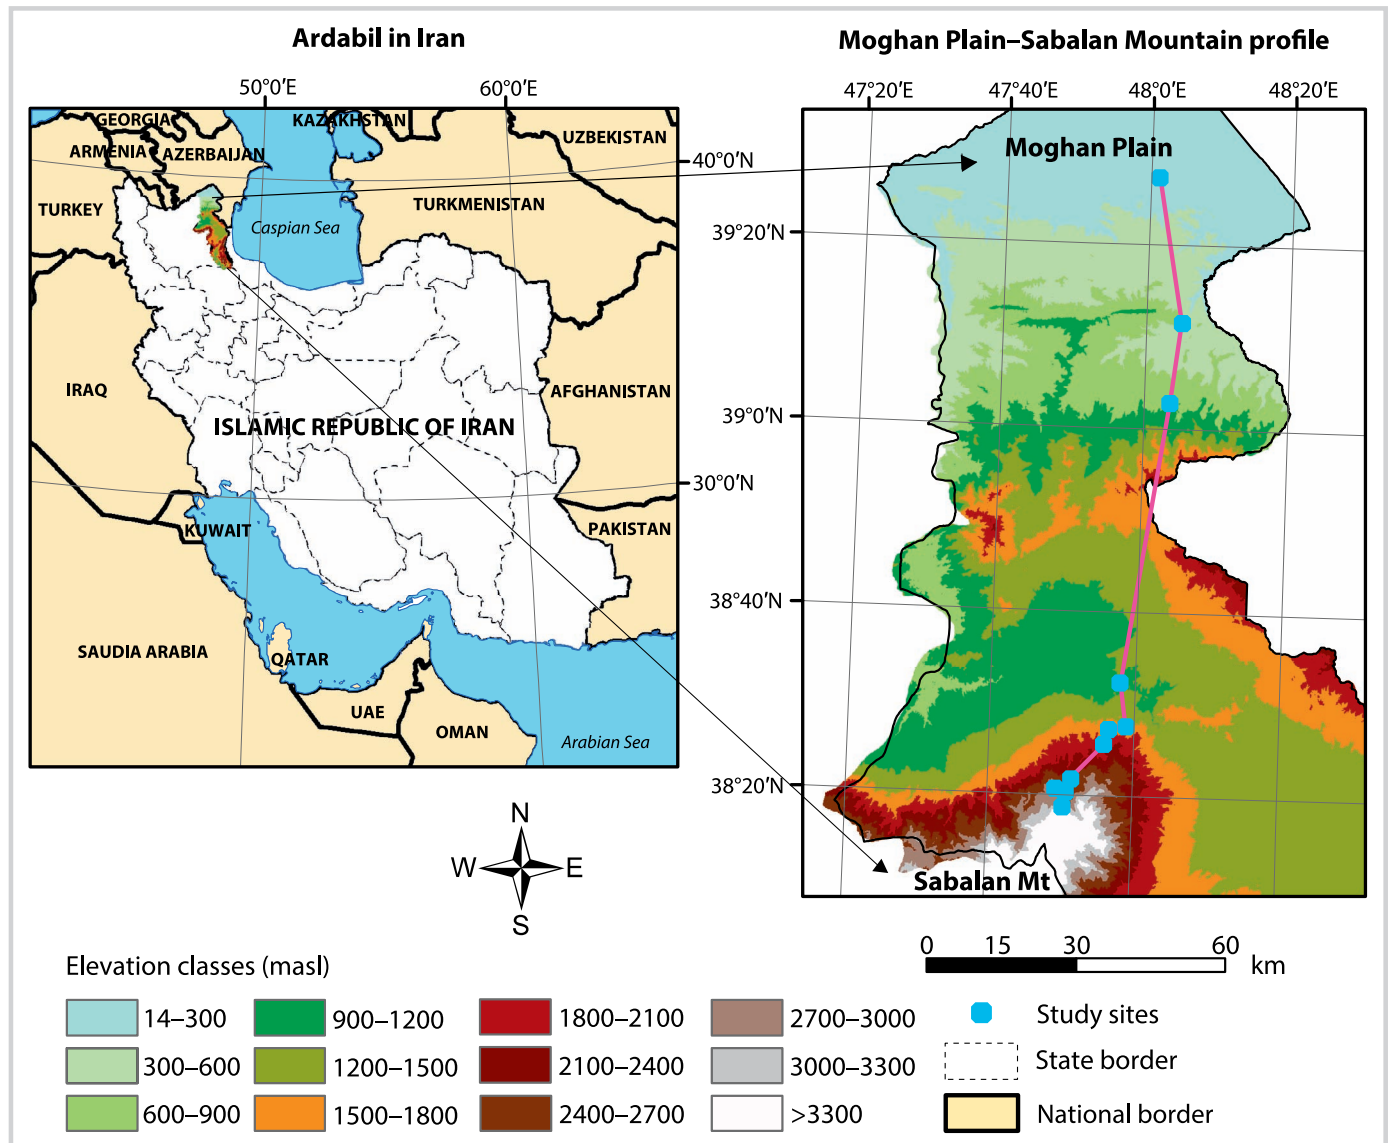 Ardabil in Iran
50°0′E
60°0′E
GEORGIA
KAZAKHSTAN
UZBEKISTAN
ARMENIA
AZERBAIJAN
40°0′N
TURKEY
TURKMENISTAN
Caspian Sea
IRAQ
AFGHANISTAN
ISLAMIC REPUBLIC OF IRAN
30°0′N
KUWAIT
PAKISTAN
SAUDIA ARABIA
QATAR
UAE
OMAN
Arabian Sea
Moghan Plain–Sabalan Mountain profile
47°20′E
47°40′E
48°0′E
48°20′E
Moghan Plain
39°20′N
39°0′N
38°40′N
38°20′N
Sabalan Mt
N
W
E
S
0
15
30
60
km
Elevation classes (masl)
14–300
300–600
600–900
900–1200
1200–1500
1500–1800
1800–2100
2100–2400
2400–2700
2700–3000
3000–3300
>3300
Study sites
State border
National border